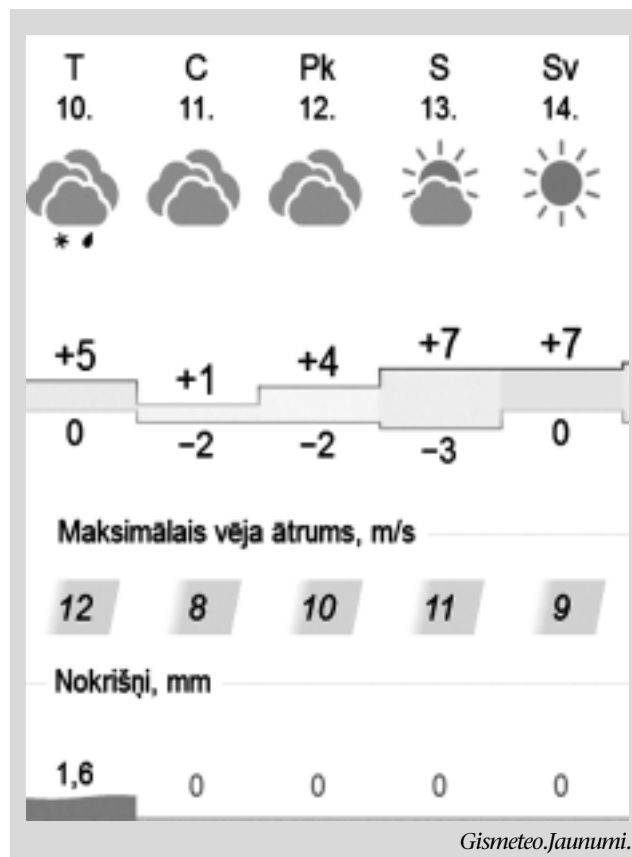 T C Pk S Sv
10. 11. 12. 13. 14.
+5 +1 +4 +7 +7
0 −2 −2 −3 0
Maksimālais vēja ātrums, m/s
12 8 10 11 9
Nokrišņi, mm
1,6 0 0 0 0
Gismeteo.Jaunumi.